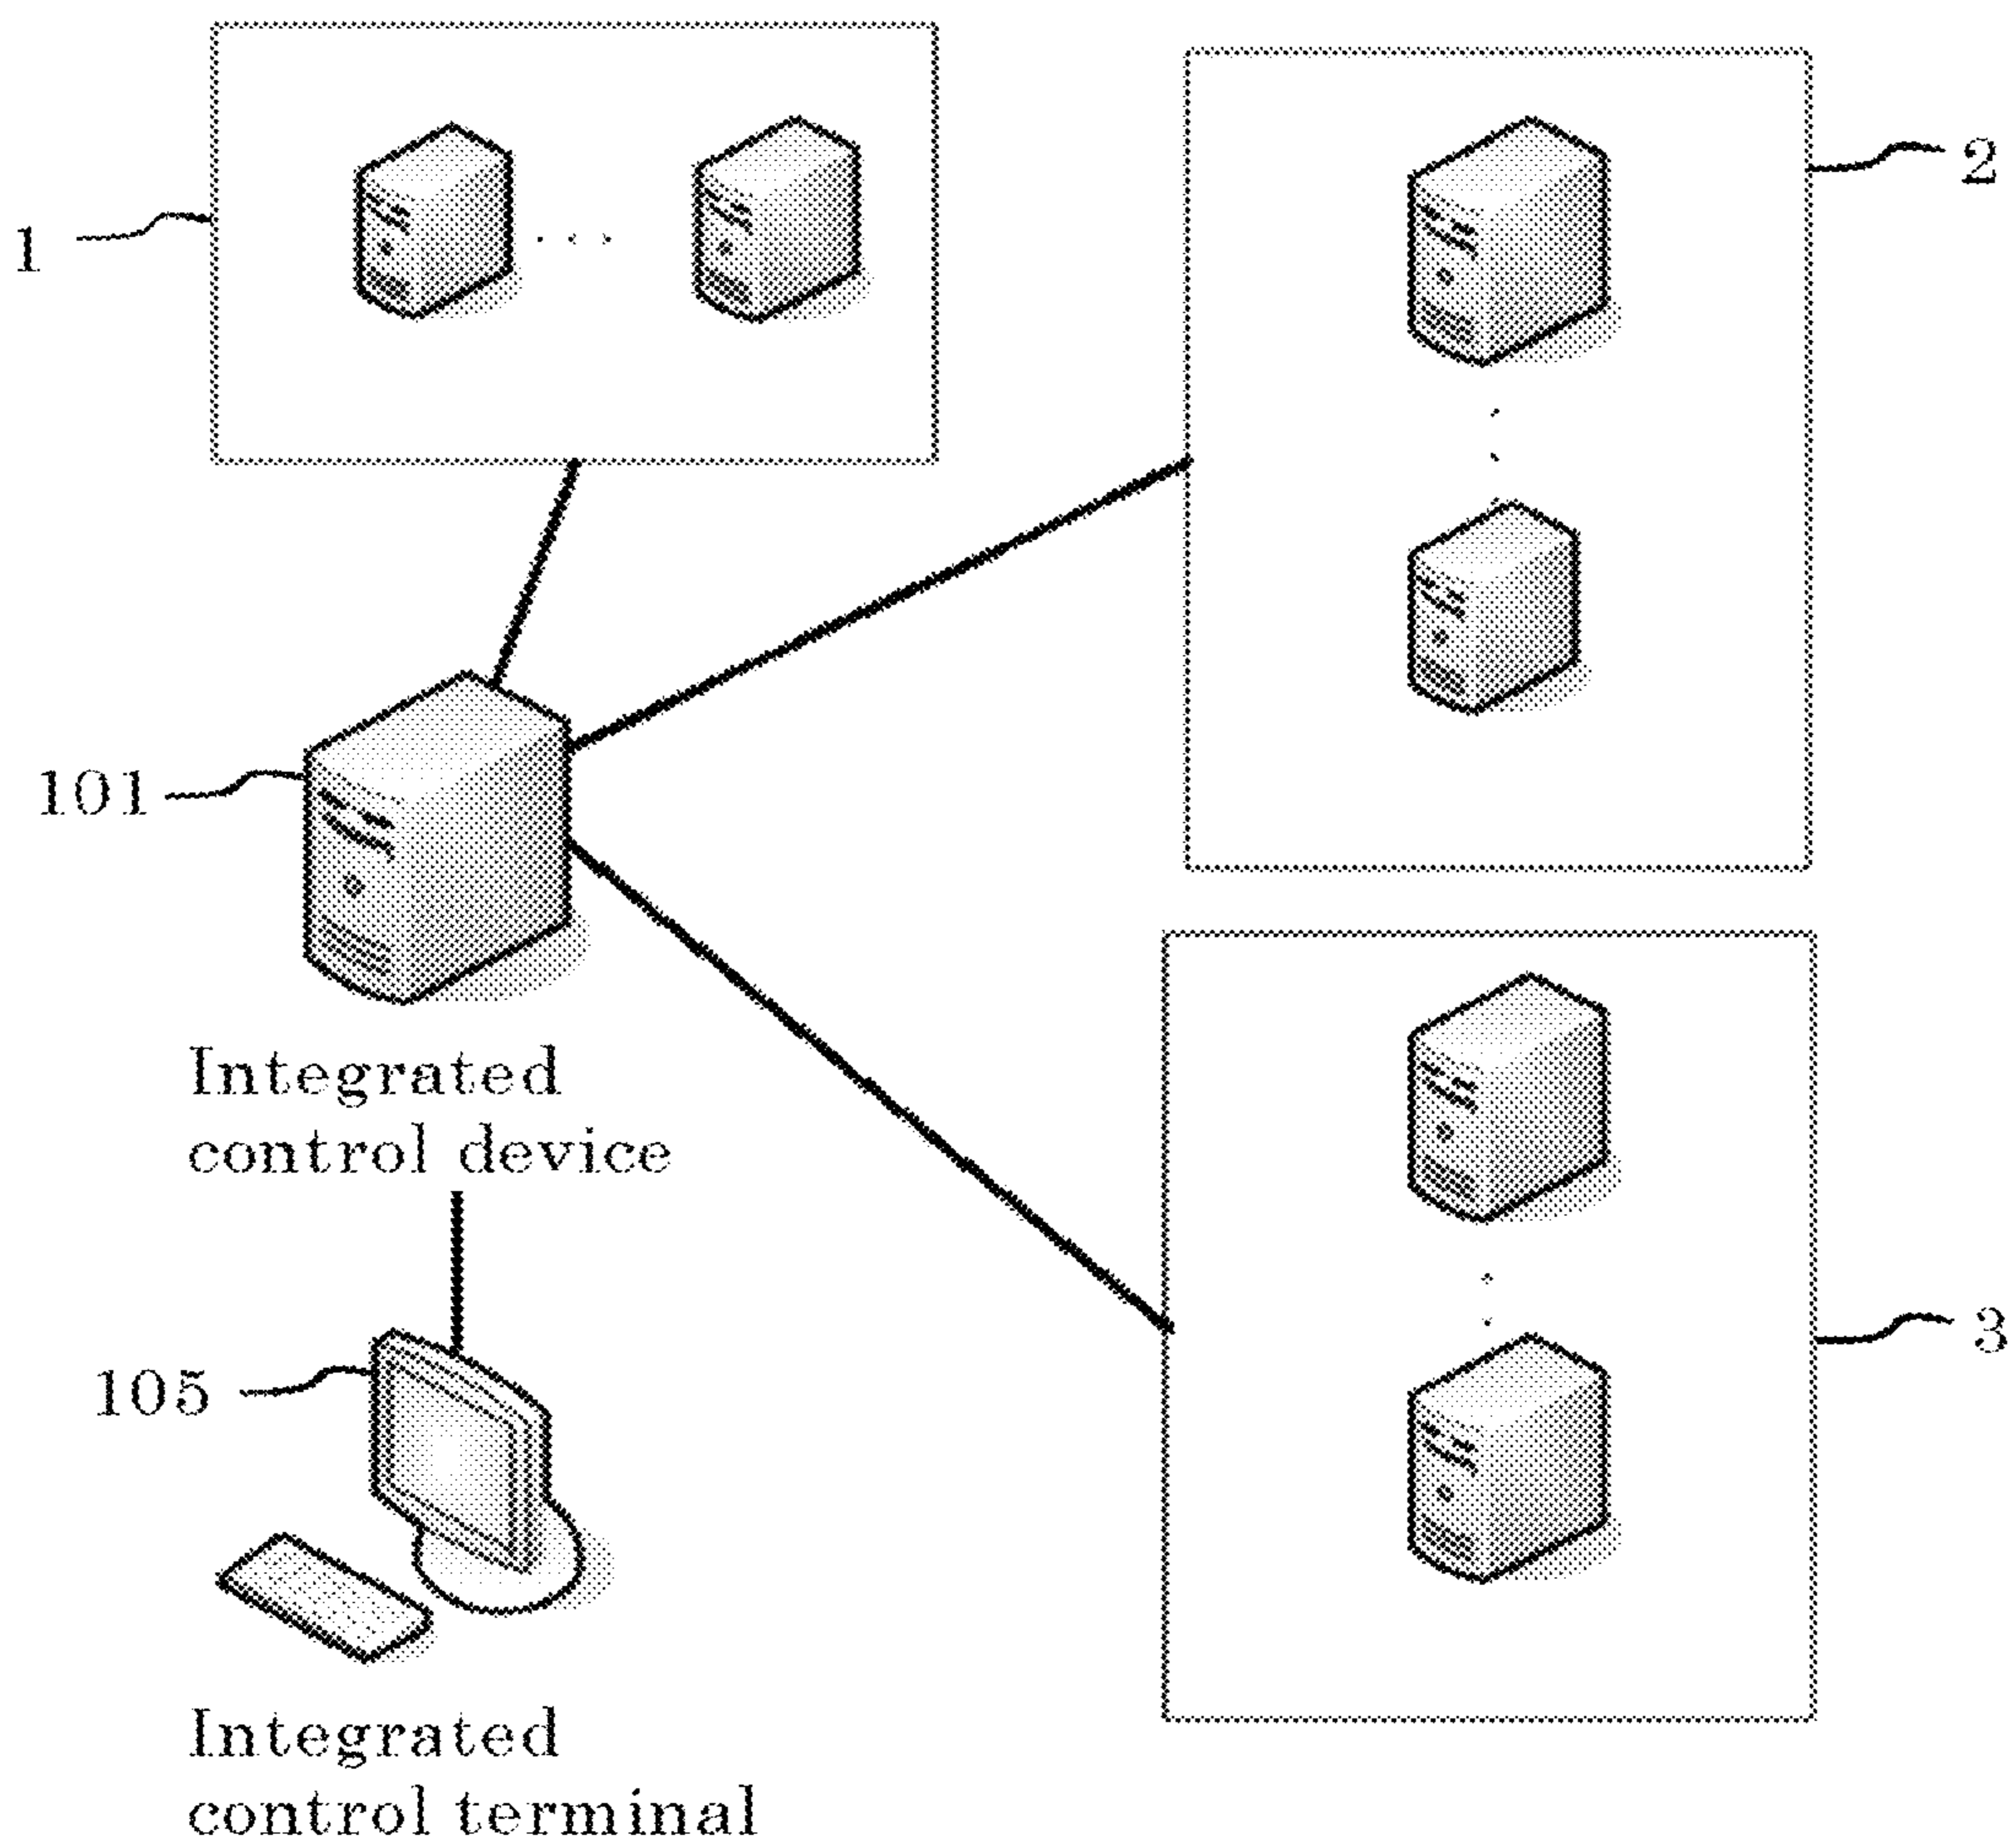 1
2
101
Integrated
control device
105
3
Integrated
control terminal